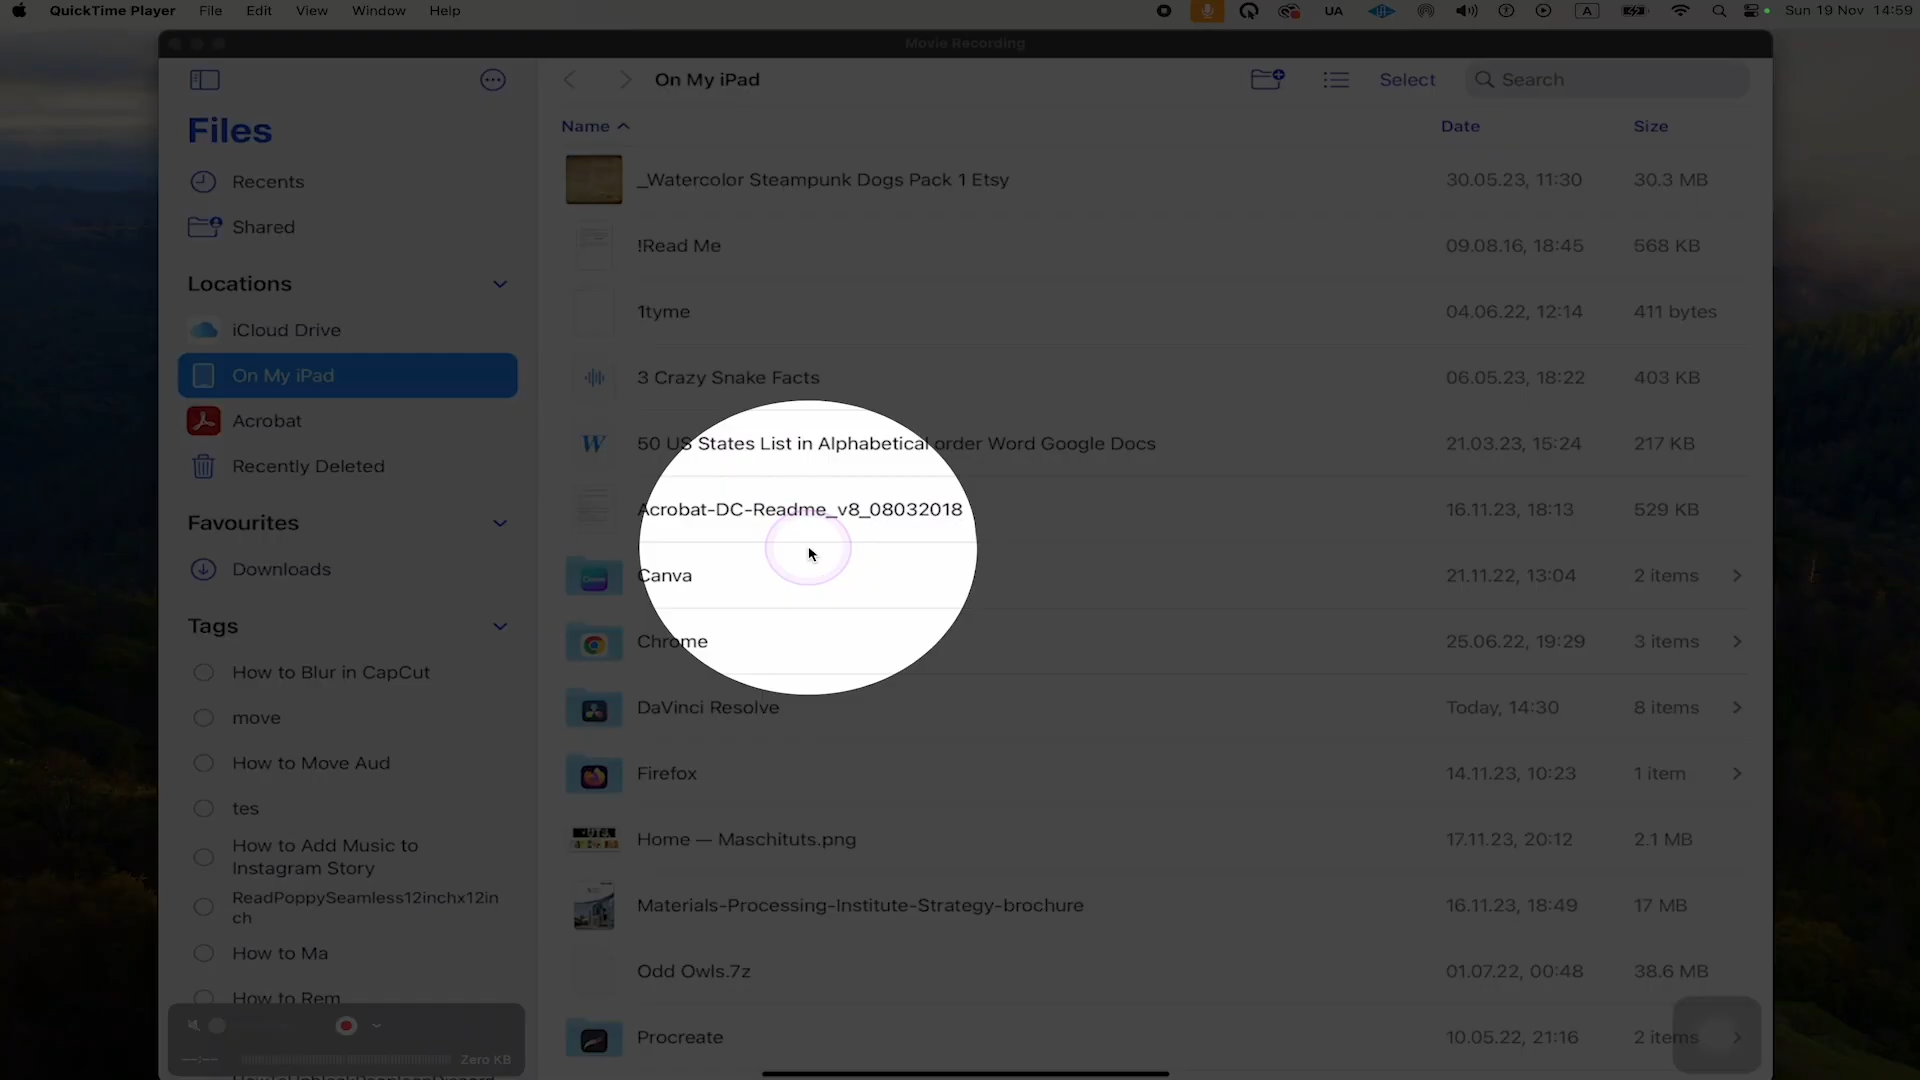 QuickTime Player File Edit View Window Help UA A Sun 19 Nov 14:59
Movie Recording
On My iPad Select Search
Files
Recents
Shared
Locations
iCloud Drive
On My iPad
Acrobat
Recently Deleted
Favourites
Downloads
Tags
How to Blur in CapCut
move
How to Move Aud
tes
How to Add Music to
Instagram Story
ReadPoppySeamless12inchx12in
ch
How to Ma
How to Rem
--:-- Zero KB
Name Date Size
_Watercolor Steampunk Dogs Pack 1 Etsy 30.05.23, 11:30 30.3 MB
!Read Me 09.08.16, 18:45 568 KB
1tyme 04.06.22, 12:14 411 bytes
3 Crazy Snake Facts 06.05.23, 18:22 403 KB
W 50 US States List in Alphabetical order Word Google Docs 21.03.23, 15:24 217 KB
Acrobat-DC-Readme_v8_08032018 16.11.23, 18:13 529 KB
Canva 21.11.22, 13:04 2 items
Chrome 25.06.22, 19:29 3 items
DaVinci Resolve Today, 14:30 8 items
Firefox 14.11.23, 10:23 1 item
Home — Maschituts.png 17.11.23, 20:12 2.1 MB
Materials-Processing-Institute-Strategy-brochure 16.11.23, 18:49 17 MB
Odd Owls.7z 01.07.22, 00:48 38.6 MB
Procreate 10.05.22, 21:16 2 items